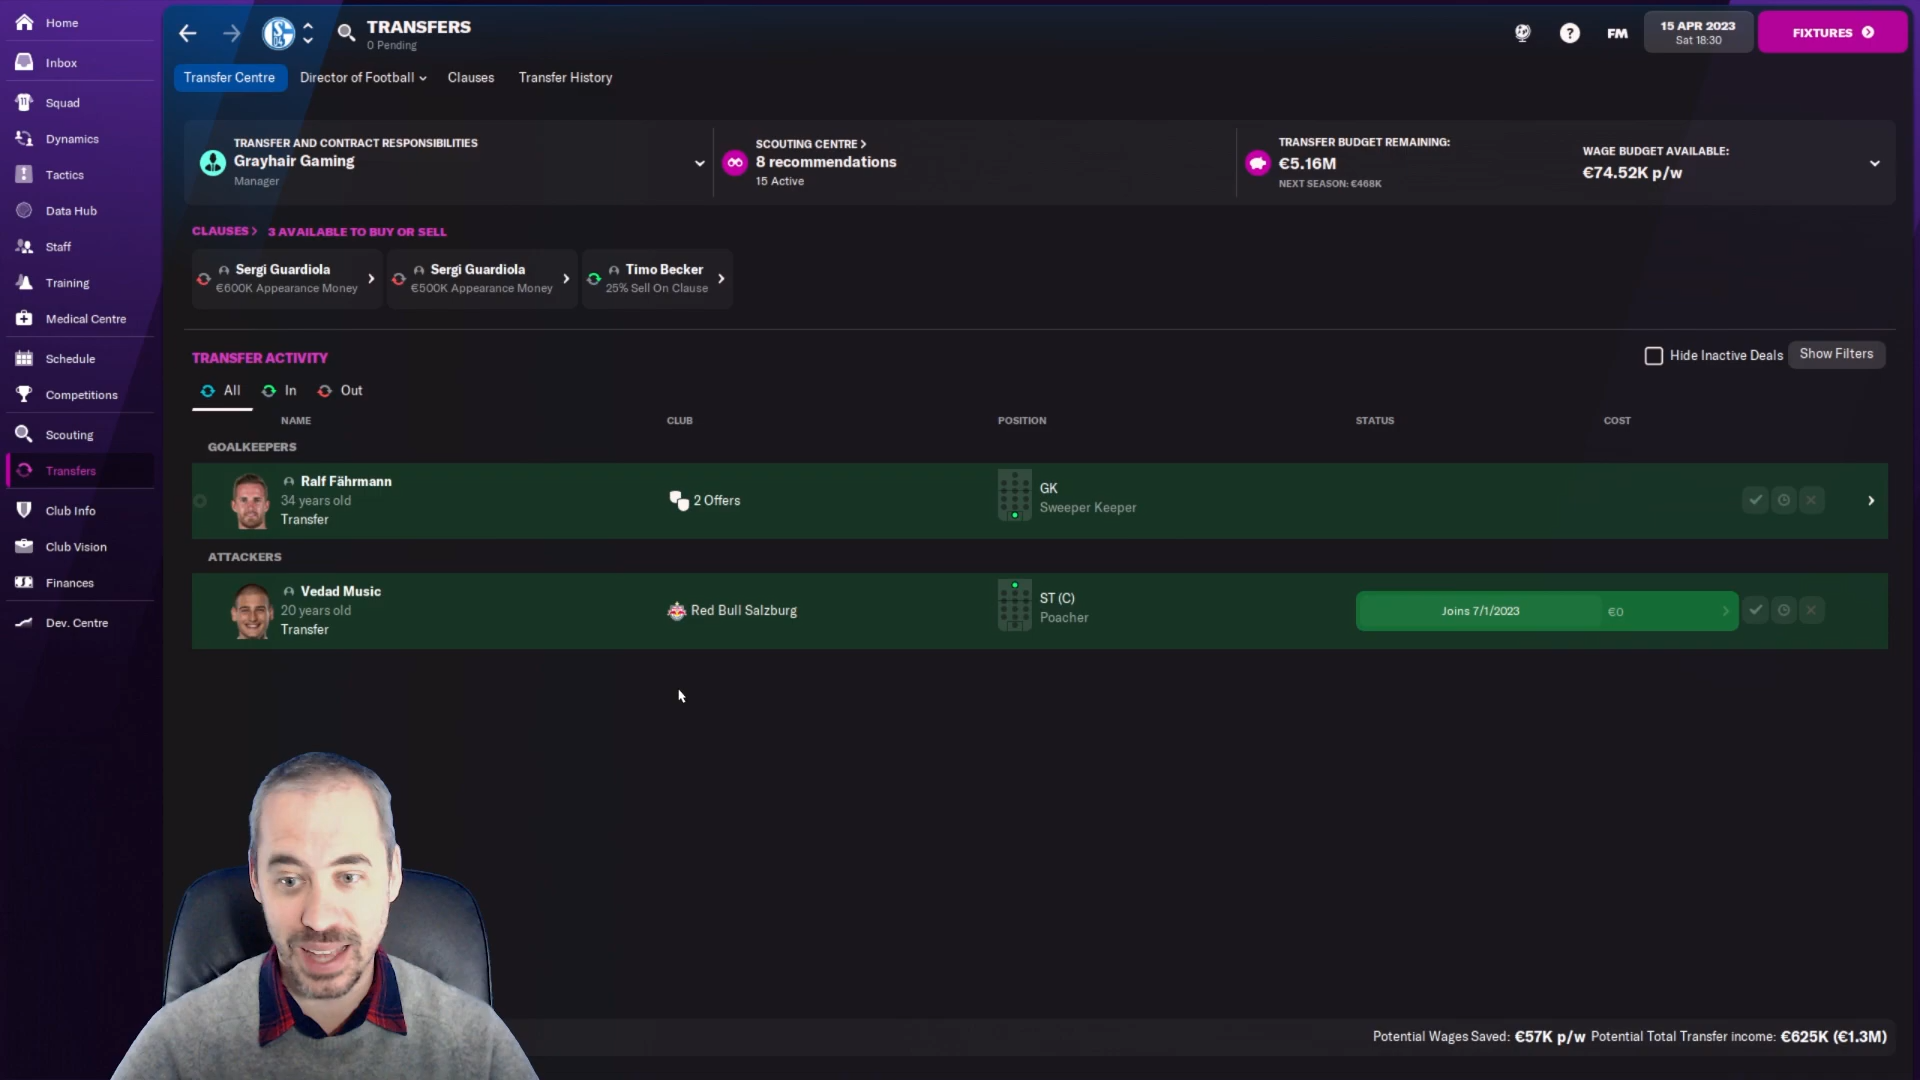 Home
Inbox
Squad
Dynamics
Tactics
Data Hub
Staff
Training
Medical Centre
Schedule
Competitions
Scouting
Transfers
Club Info
Club Vision
Finances
Dev. Centre
TRANSFERS
0 Pending
FM
15 APR 2023
Sat 18:30
FIXTURES
Transfer Centre
Director of Football
Clauses
Transfer History
TRANSFER AND CONTRACT RESPONSIBILITIES
Grayhair Gaming
Manager
SCOUTING CENTRE >
8 recommendations
15 Active
TRANSFER BUDGET REMAINING:
€5.16M
NEXT SEASON: €468K
WAGE BUDGET AVAILABLE:
€74.52K p/w
CLAUSES > 3 AVAILABLE TO BUY OR SELL
Sergi Guardiola
€600K Appearance Money
Sergi Guardiola
€500K Appearance Money
Timo Becker
25% Sell On Clause
TRANSFER ACTIVITY
Hide Inactive Deals
Show Filters
All In Out
NAME CLUB POSITION STATUS COST
GOALKEEPERS
Ralf Fährmann
34 years old
Transfer
2 Offers
GK
Sweeper Keeper
ATTACKERS
Vedad Music
20 years old
Transfer
Red Bull Salzburg
ST (C)
Poacher
Joins 7/1/2023 €0
Potential Wages Saved: €57K p/w Potential Total Transfer income: €625K (€1.3M)